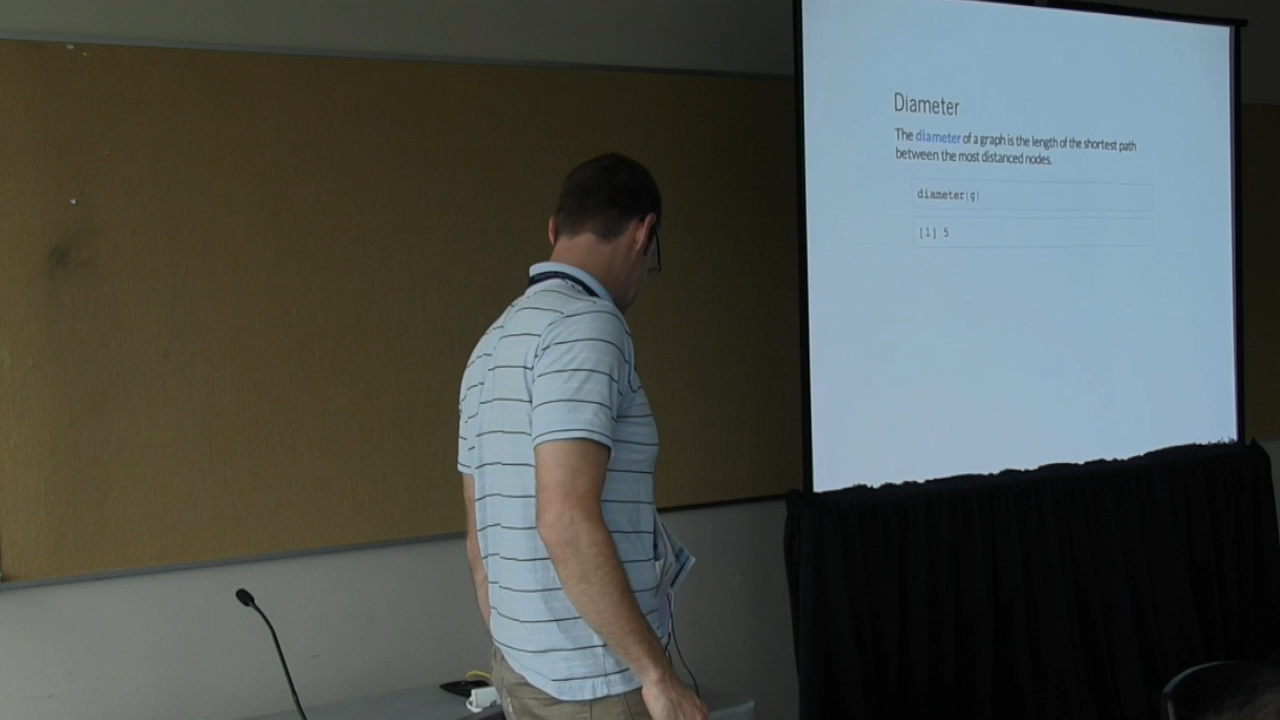 Diameter
The diameter of a graph is the length of the shortest path
between the most distanced nodes.
diameter(g)
[1] 5